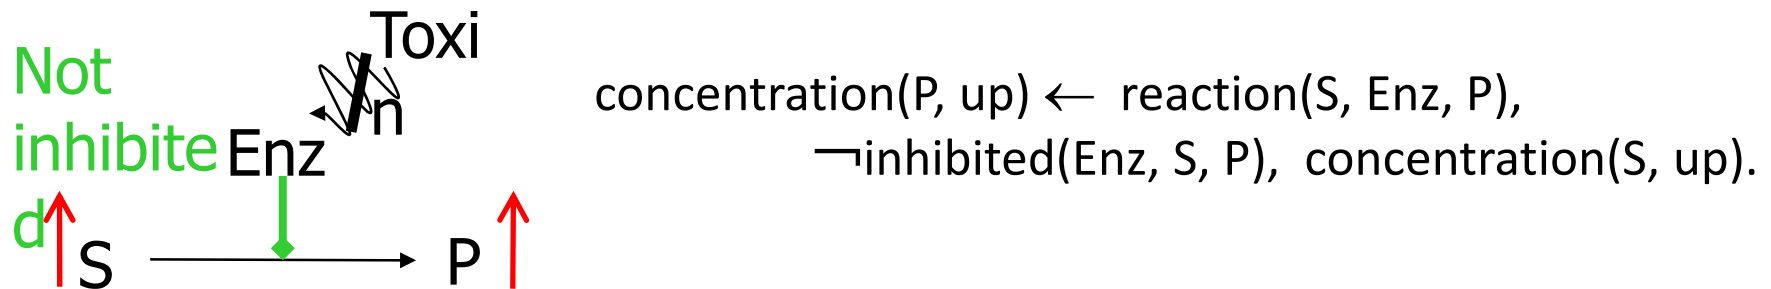 Toxi
n
Not
inhibite
d
Enz
S
P
concentration(P, up) ← reaction(S, Enz, P),
¬inhibited(Enz, S, P), concentration(S, up).